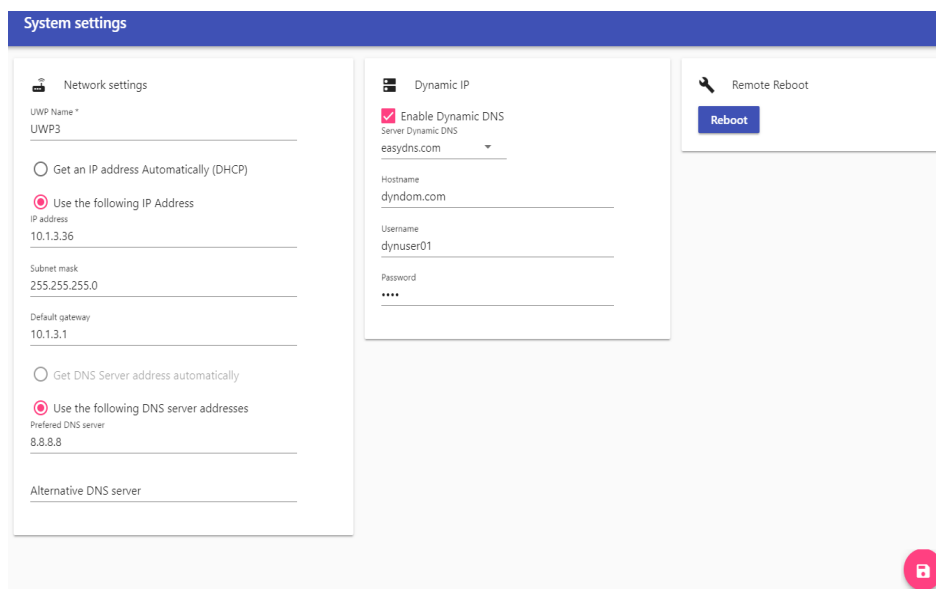 System settings
Network settings
UWP Name *
UWP3
Get an IP address Automatically (DHCP)
Use the following IP Address
IP address
10.1.3.36
Subnet mask
255.255.255.0
Default gateway
10.1.3.1
Get DNS Server address automatically
Use the following DNS server addresses
Prefered DNS server
8.8.8.8
Alternative DNS server
Dynamic IP
Enable Dynamic DNS
Server Dynamic DNS
easydns.com
Hostname
dyndom.com
Username
dynuser01
Password
••••
Remote Reboot
Reboot